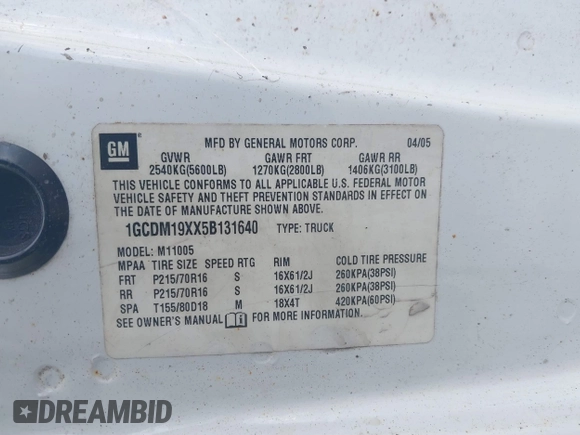 GM
MFD BY GENERAL MOTORS CORP. 04/05
GVWR GAWR FRT GAWR RR
2540KG(5600LB) 1270KG(2800LB) 1406KG(3100LB)
THIS VEHICLE CONFORMS TO ALL APPLICABLE U.S. FEDERAL MOTOR
VEHICLE SAFETY AND THEFT PREVENTION STANDARDS IN EFFECT ON
THE DATE OF MANUFACTURE SHOWN ABOVE.
1GCDM19XX5B131640 TYPE: TRUCK
MODEL: M11005
MPAA TIRE SIZE SPEED RTG RIM COLD TIRE PRESSURE
FRT P215/70R16 S 16X61/2J 260KPA(38PSI)
RR P215/70R16 S 16X61/2J 260KPA(38PSI)
SPA T155/80D18 M 18X4T 420KPA(60PSI)
SEE OWNER'S MANUAL FOR MORE INFORMATION.
DREAMBID